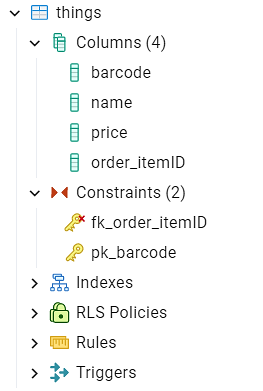 things
Columns (4)
barcode
name
price
order_itemID
Constraints (2)
fk_order_itemID
pk_barcode
Indexes
RLS Policies
Rules
Triggers